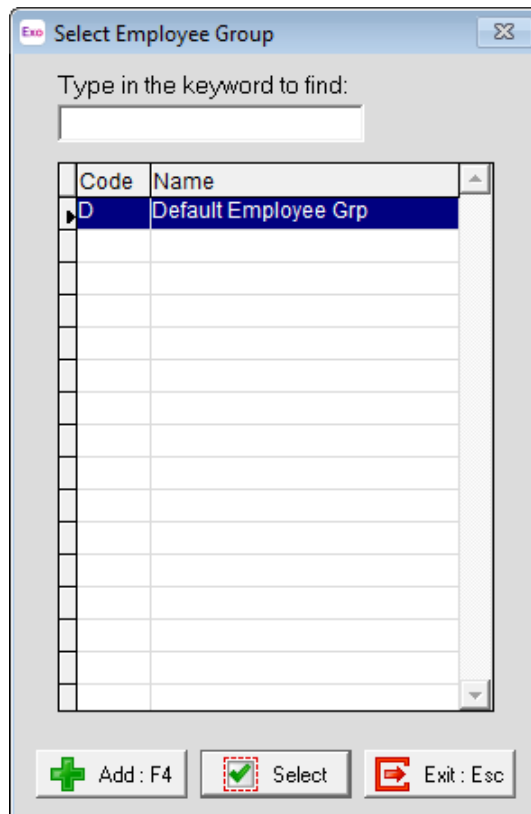 Exo Select Employee Group
Type in the keyword to find:
Code Name
D Default Employee Grp
Add : F4 Select Exit : Esc